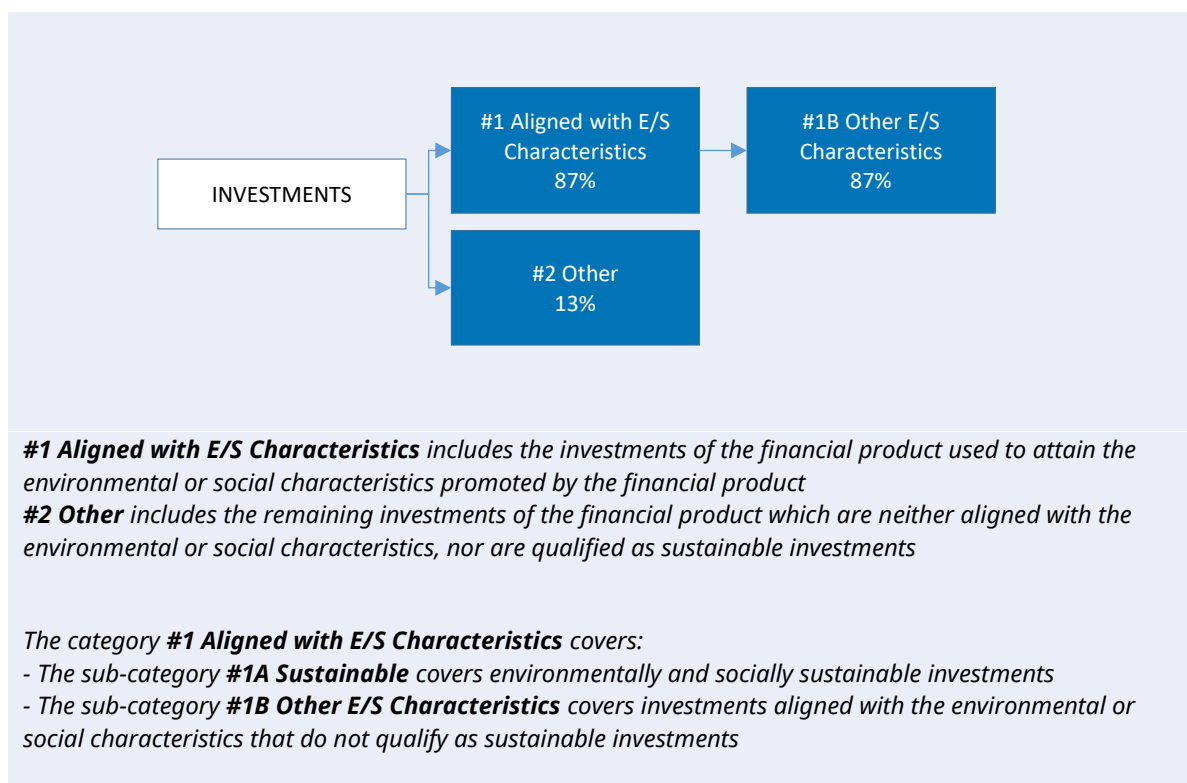 INVESTMENTS
#1 Aligned with E/S
Characteristics
87%
#1B Other E/S
Characteristics
87%
#2 Other
13%
#1 Aligned with E/S Characteristics includes the investments of the financial product used to attain the
environmental or social characteristics promoted by the financial product
#2 Other includes the remaining investments of the financial product which are neither aligned with the
environmental or social characteristics, nor are qualified as sustainable investments
The category #1 Aligned with E/S Characteristics covers:
- The sub-category #1A Sustainable covers environmentally and socially sustainable investments
- The sub-category #1B Other E/S Characteristics covers investments aligned with the environmental or
social characteristics that do not qualify as sustainable investments